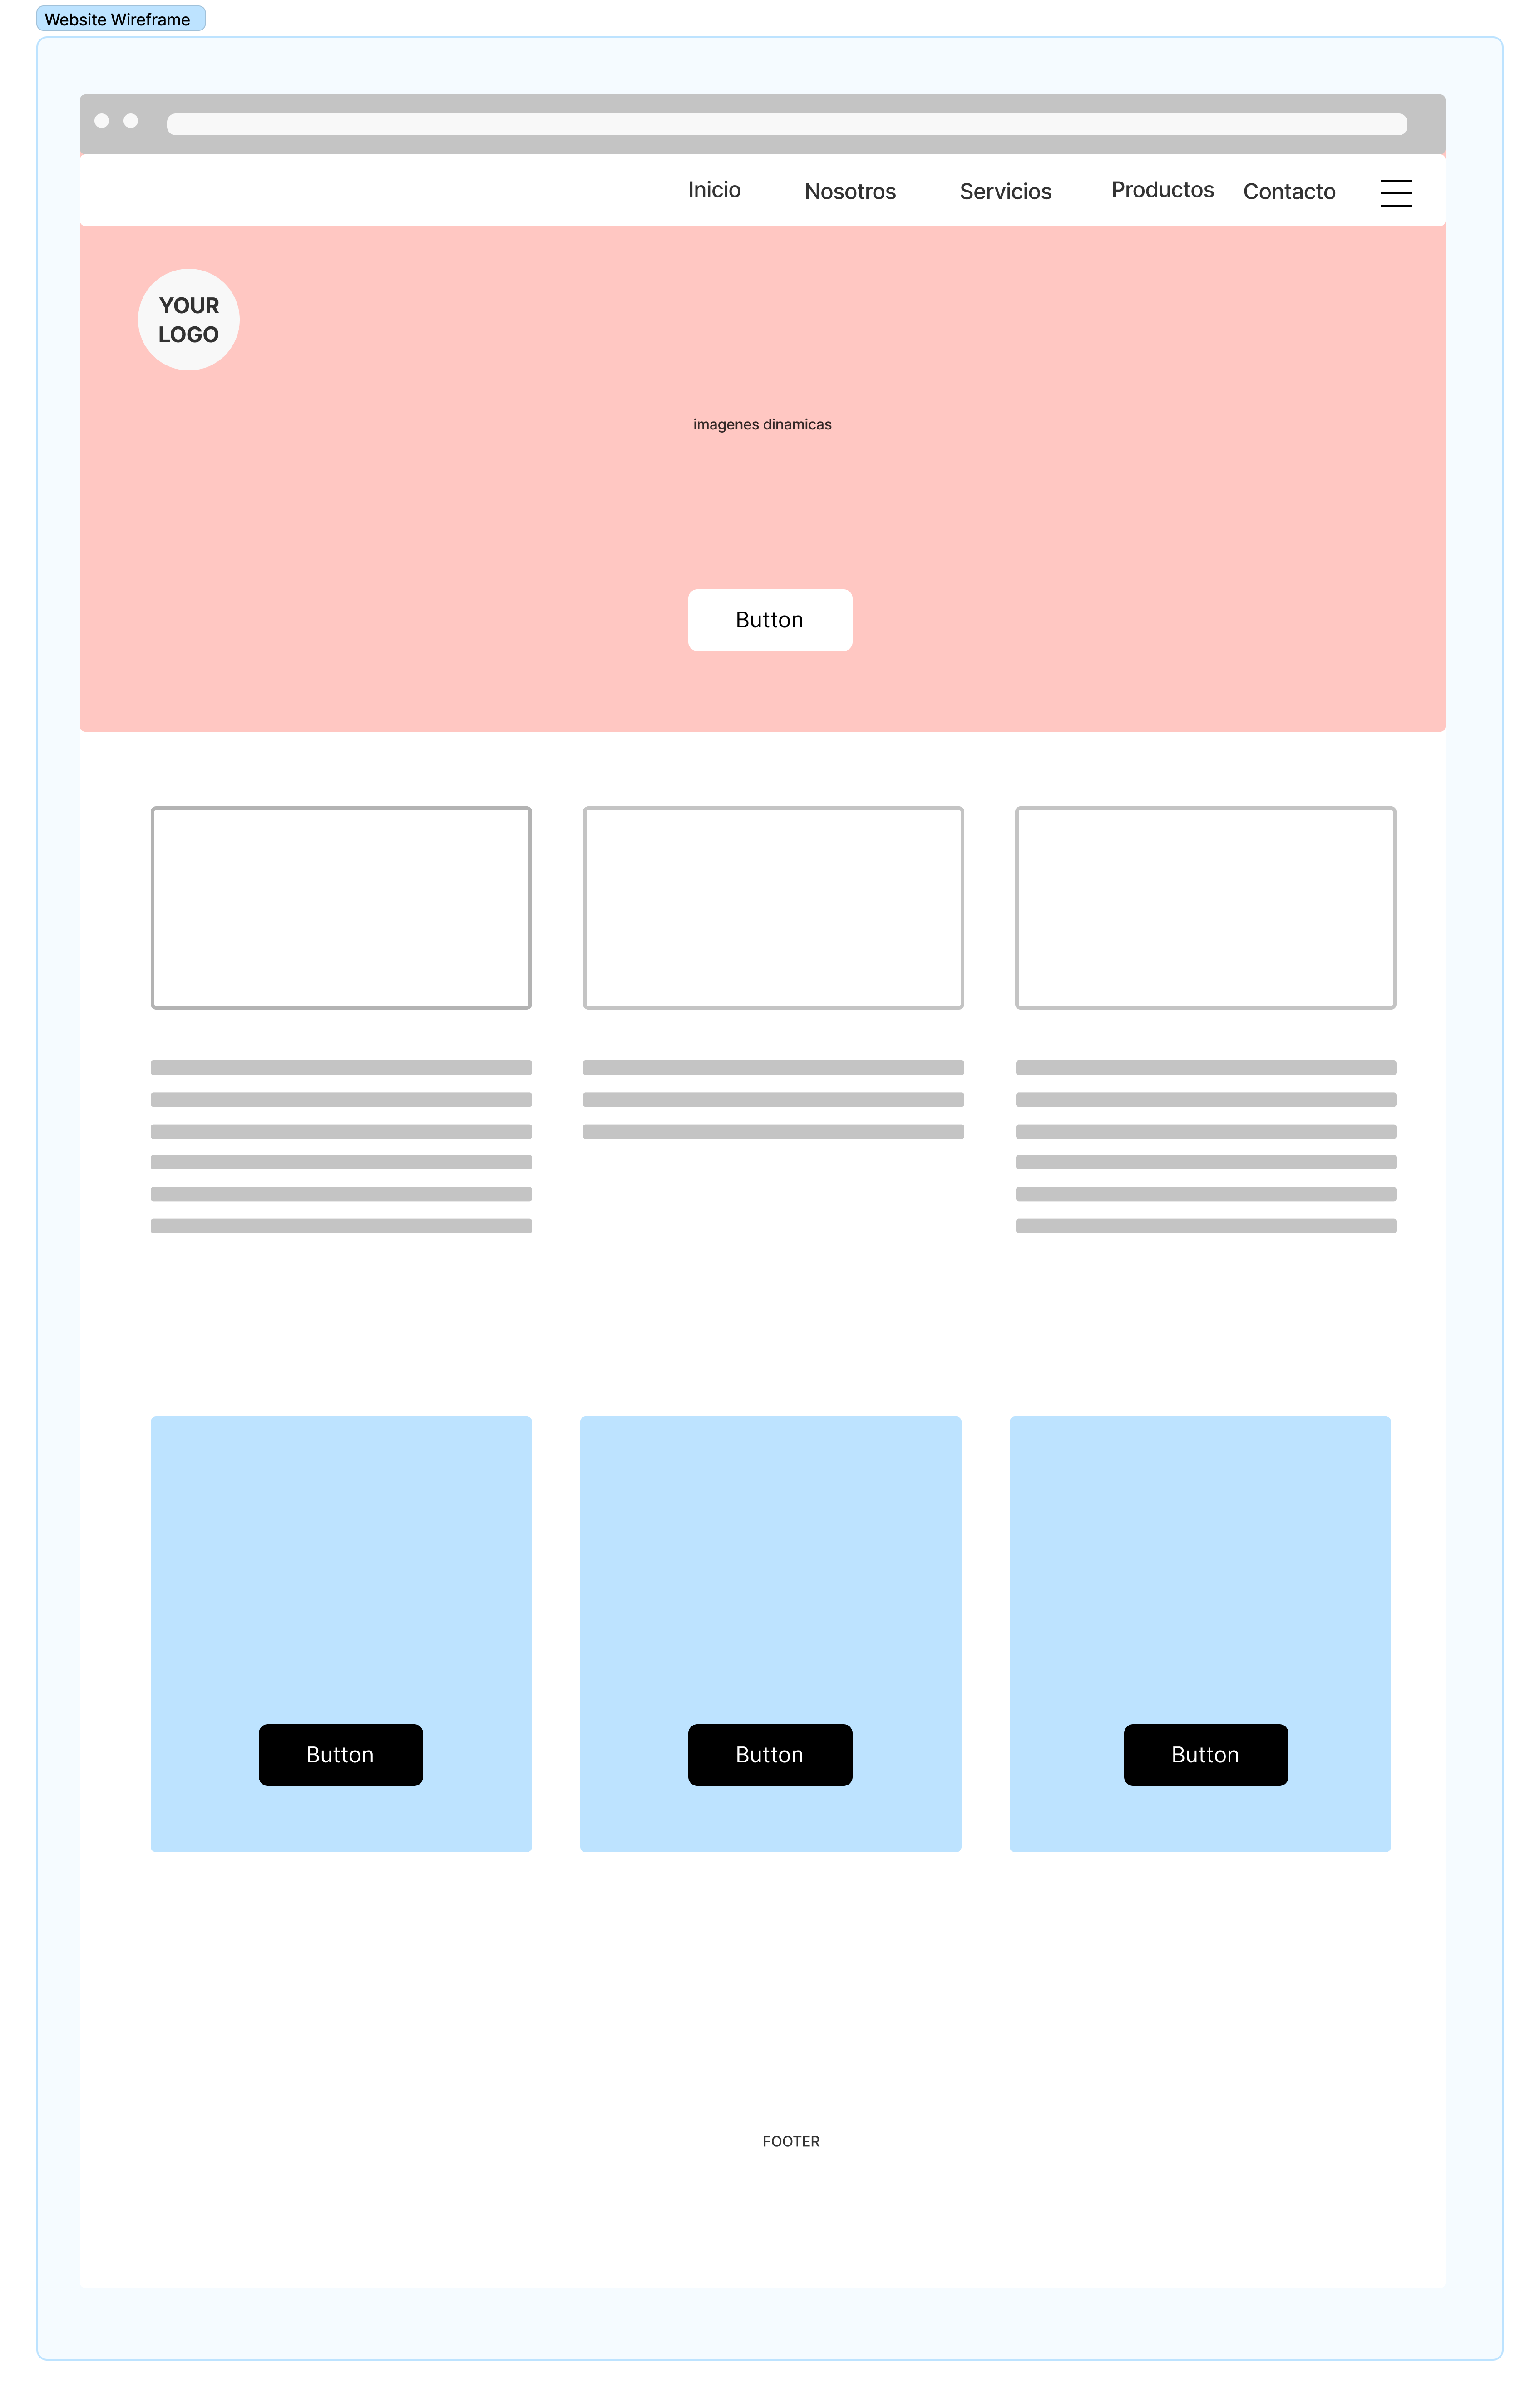 Website Wireframe
Inicio Nosotros Servicios Productos Contacto
YOUR
LOGO
imagenes dinamicas
Button
Button Button Button
FOOTER